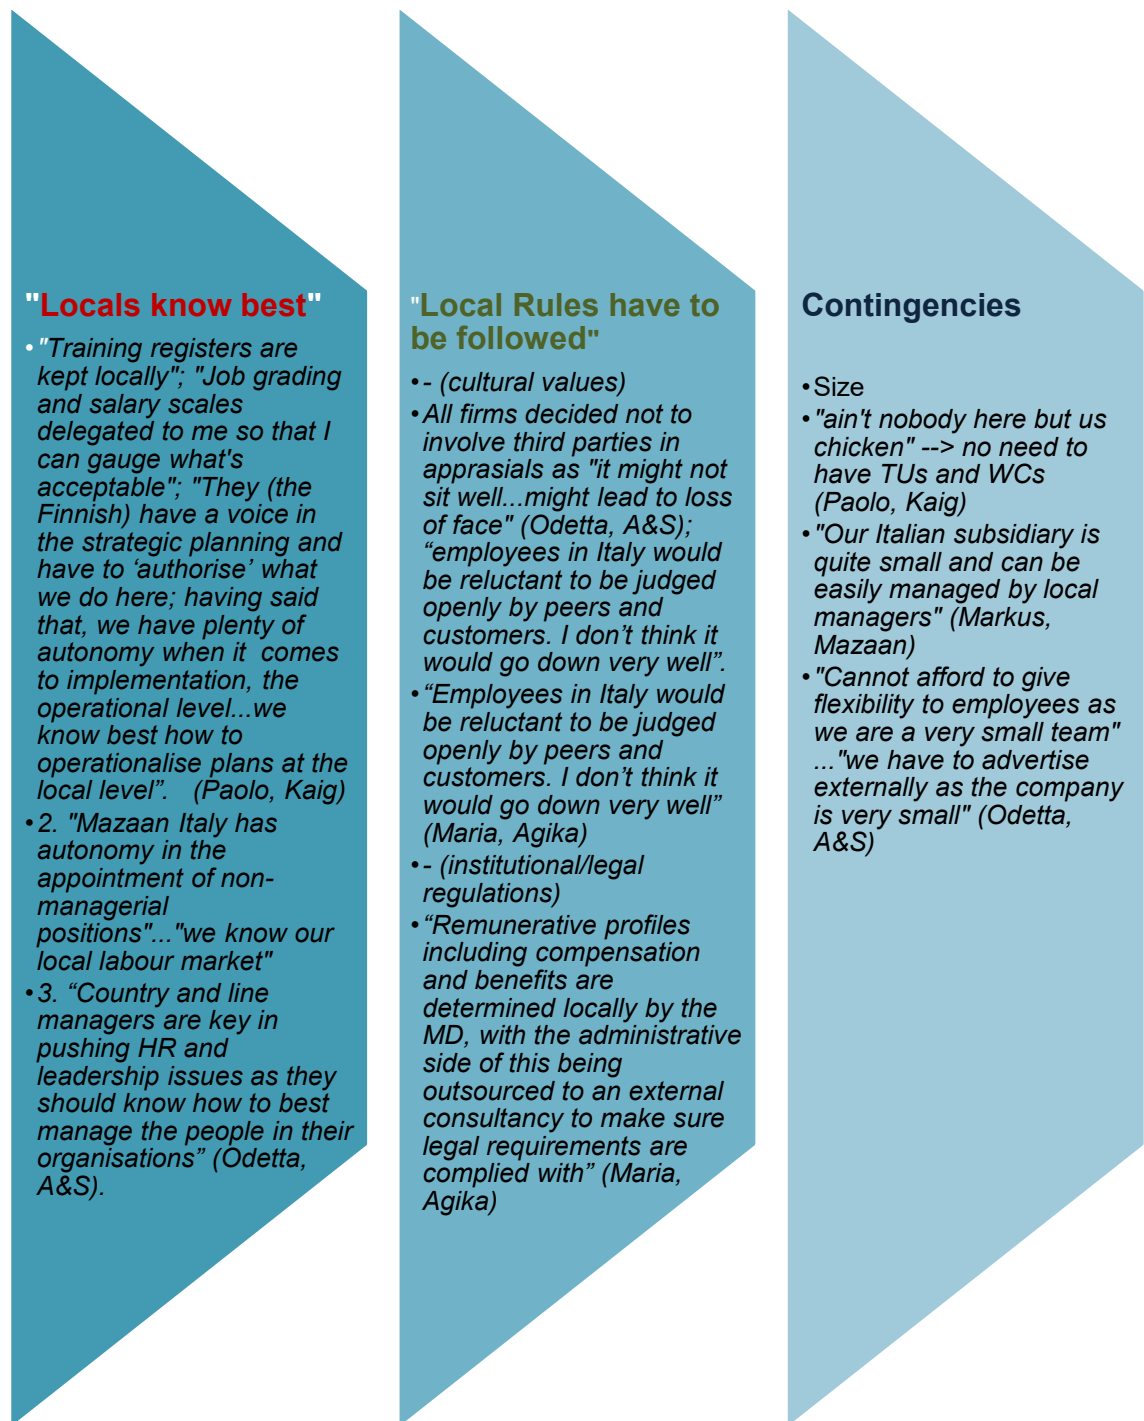 "Locals know best"
• "Training registers are
kept locally"; "Job grading
and salary scales
delegated to me so that I
can gauge what's
acceptable"; "They (the
Finnish) have a voice in
the strategic planning and
have to ‘authorise’ what
we do here; having said
that, we have plenty of
autonomy when it comes
to implementation, the
operational level...we
know best how to
operationalise plans at the
local level”. (Paolo, Kaig)
• 2. "Mazaan Italy has
autonomy in the
appointment of non-
managerial
positions"..."we know our
local labour market"
• 3. “Country and line
managers are key in
pushing HR and
leadership issues as they
should know how to best
manage the people in their
organisations” (Odetta,
A&S).
"Local Rules have to
be followed"
• - (cultural values)
• All firms decided not to
involve third parties in
apprasials as "it might not
sit well...might lead to loss
of face" (Odetta, A&S);
“employees in Italy would
be reluctant to be judged
openly by peers and
customers. I don’t think it
would go down very well”.
• “Employees in Italy would
be reluctant to be judged
openly by peers and
customers. I don’t think it
would go down very well”
(Maria, Agika)
• - (institutional/legal
regulations)
• “Remunerative profiles
including compensation
and benefits are
determined locally by the
MD, with the administrative
side of this being
outsourced to an external
consultancy to make sure
legal requirements are
complied with” (Maria,
Agika)
Contingencies
• Size
• "ain't nobody here but us
chicken" --> no need to
have TUs and WCs
(Paolo, Kaig)
• "Our Italian subsidiary is
quite small and can be
easily managed by local
managers" (Markus,
Mazaan)
• "Cannot afford to give
flexibility to employees as
we are a very small team"
..."we have to advertise
externally as the company
is very small" (Odetta,
A&S)